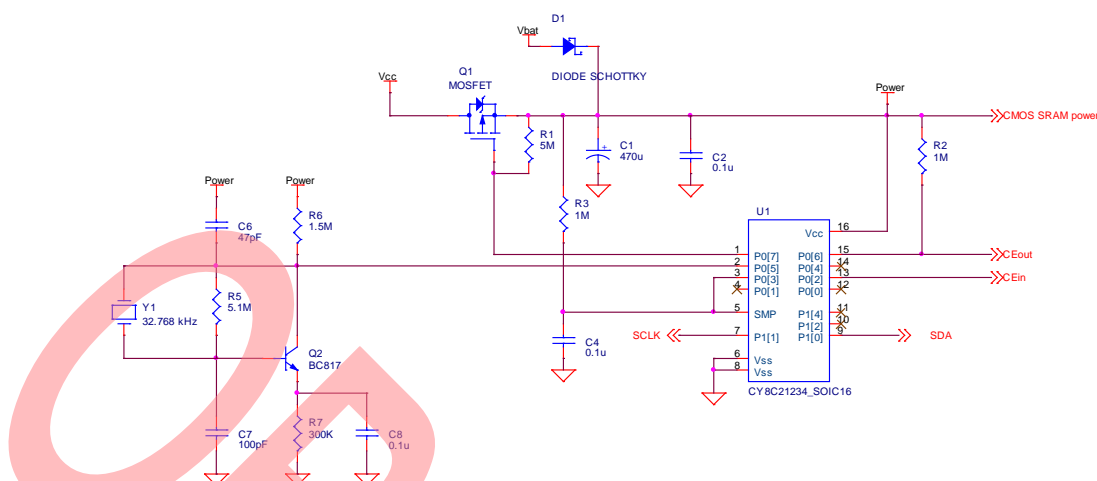 D1
Vbat
DIODE SCHOTTKY
Q1
MOSFET
Vcc
Power
CMOS SRAM power
R1
5M
C1
470u
C2
0.1u
R2
1M
Power
Power
C6
47pF
R6
1.5M
R3
1M
U1
Vcc
16
1
P0[7]
P0[6]
15
CEout
2
P0[5]
P0[4]
14
3
P0[3]
P0[2]
13
CEin
4
P0[1]
P0[0]
12
5
SMP
P1[4]
11
P1[2]
10
7
P1[1]
P1[0]
9
SCLK
SDA
6
Vss
8
Vss
CY8C21234_SOIC16
Y1
32.768 kHz
R5
5.1M
Q2
BC817
C4
0.1u
C7
100pF
R7
300K
C8
0.1u